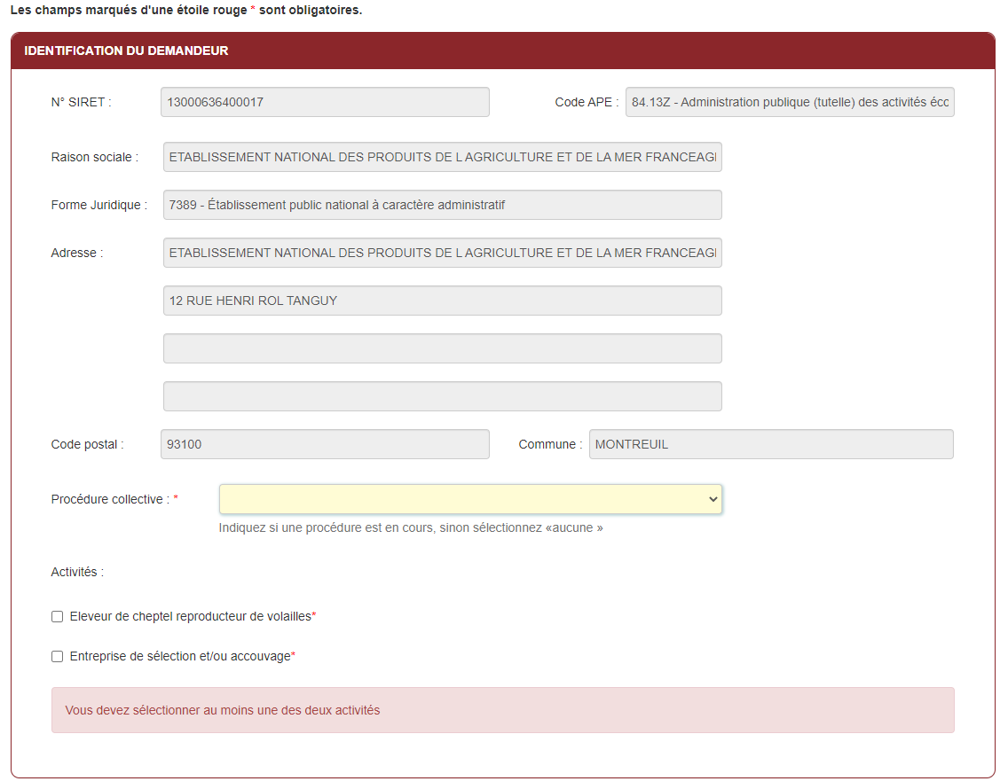 Les champs marqués d'une étoile rouge * sont obligatoires.
IDENTIFICATION DU DEMANDEUR
N° SIRET : 13000636400017 Code APE : 84.13Z - Administration publique (tutelle) des activités éco
Raison sociale : ETABLISSEMENT NATIONAL DES PRODUITS DE L AGRICULTURE ET DE LA MER FRANCEAGI
Forme Juridique : 7389 - Établissement public national à caractère administratif
Adresse : ETABLISSEMENT NATIONAL DES PRODUITS DE L AGRICULTURE ET DE LA MER FRANCEAGI
12 RUE HENRI ROL TANGUY
Code postal : 93100 Commune : MONTREUIL
Procédure collective : *
Indiquez si une procédure est en cours, sinon sélectionnez «aucune »
Activités :
Eleveur de cheptel reproducteur de volailles*
Entreprise de sélection et/ou accouvage*
Vous devez sélectionner au moins une des deux activités